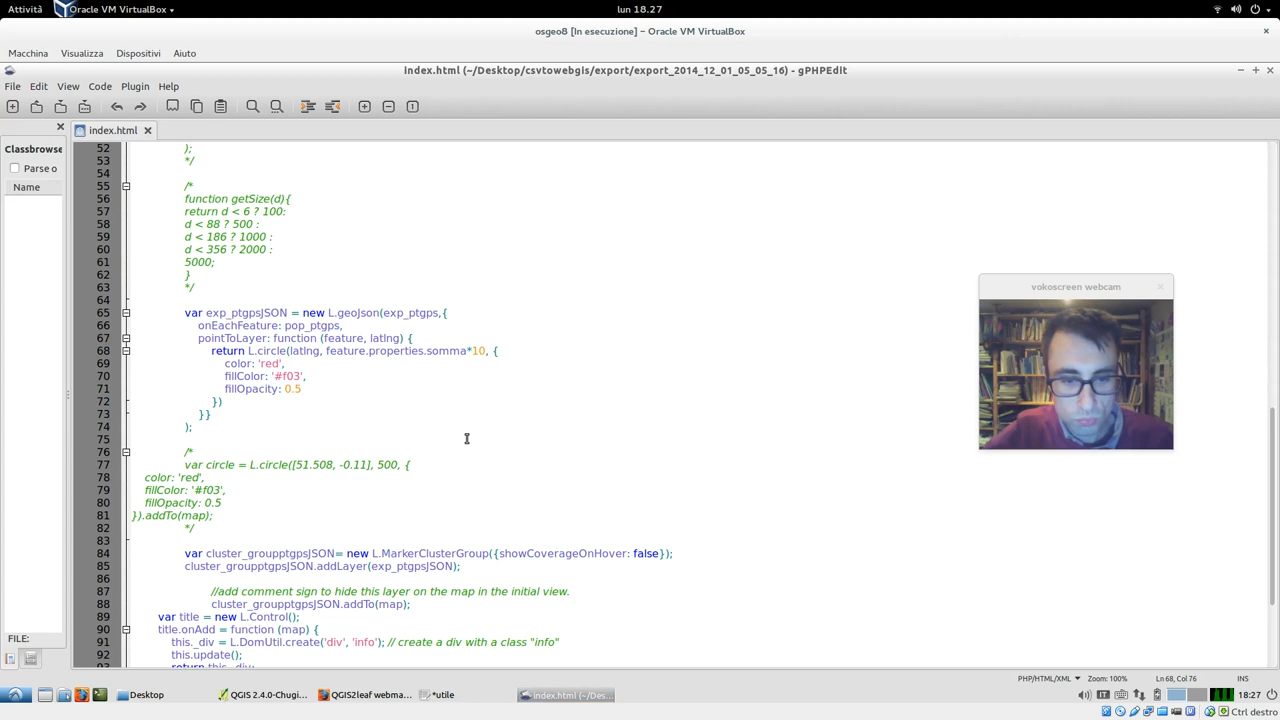 Attività
Oracle VM VirtualBox
lun 18.27
osgeo8 [In esecuzione] – Oracle VM VirtualBox
×
Macchina Visualizza Dispositivi Aiuto
index.html (~/Desktop/csvtowebgis/export/export_2014_12_01_05_05_16) - gPHPEdit
File Edit View Code Plugin Help
index.html
Classbrowse
Parse o
Name
FILE:
52 );
53 */
54
55 /*
56 function getSize(d){
57 return d < 6 ? 100:
58 d < 88 ? 500 :
59 d < 186 ? 1000 :
60 d < 356 ? 2000 :
61 5000;
62 }
63 */
64
65 var exp_ptgpsJSON = new L.geoJson(exp_ptgps,{
66 onEachFeature: pop_ptgps,
67 pointToLayer: function (feature, latlng) {
68 return L.circle(latlng, feature.properties.somma*10, {
69 color: 'red',
70 fillColor: '#f03',
71 fillOpacity: 0.5
72 })
73 }}
74 );
75
76 /*
77 var circle = L.circle([51.508, -0.11], 500, {
78 color: 'red',
79 fillColor: '#f03',
80 fillOpacity: 0.5
81 }).addTo(map);
82 */
83
84 var cluster_groupptgpsJSON= new L.MarkerClusterGroup({showCoverageOnHover: false});
85 cluster_groupptgpsJSON.addLayer(exp_ptgpsJSON);
86
87 //add comment sign to hide this layer on the map in the initial view.
88 cluster_groupptgpsJSON.addTo(map);
89 var title = new L.Control();
90 title.onAdd = function (map) {
91 this._div = L.DomUtil.create('div', 'info'); // create a div with a class "info"
92 this.update();
93 return this._div;
vokoscreen webcam
PHP/HTML/XML Zoom: 100% Ln:68, Col:76 INS
Desktop
QGIS 2.4.0-Chugi...
QGIS2leaf webma...
*utile
index.html (~/Des...
IT
18:27
Ctrl destro